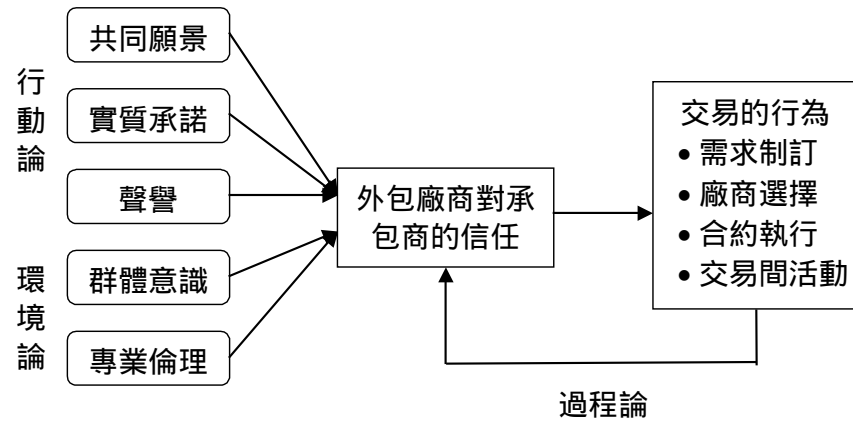 行動論
共同願景
實質承諾
聲譽
環境論
群體意識
專業倫理
外包廠商對承
包商的信任
交易的行為
• 需求制訂
• 廠商選擇
• 合約執行
• 交易間活動
過程論